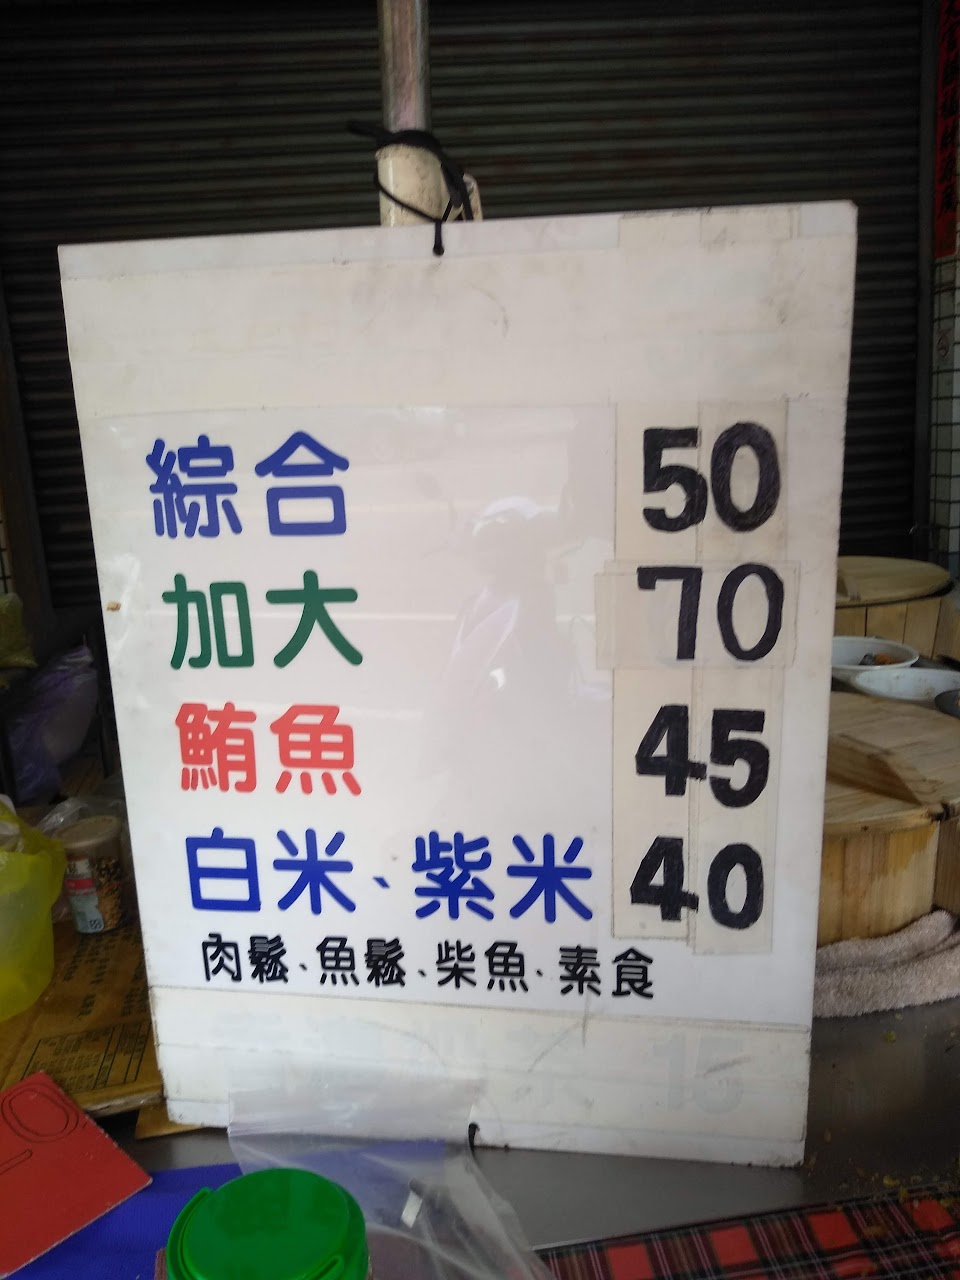 綜合 50
加大 70
鮪魚 45
白米、紫米 40
肉鬆、魚鬆、柴魚、素食